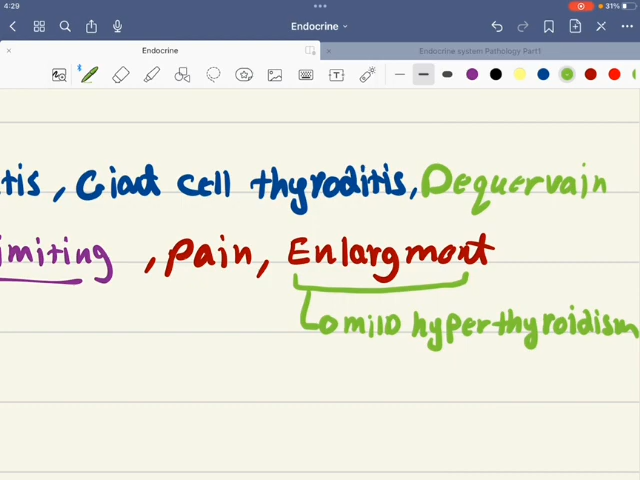 4:29
31%
Endocrine
Endocrine
Endocrine system Pathology Part1
tis, Giant cell thyroditis, Dequervain
imiting, pain, Enlargment
mild hyperthyroidism